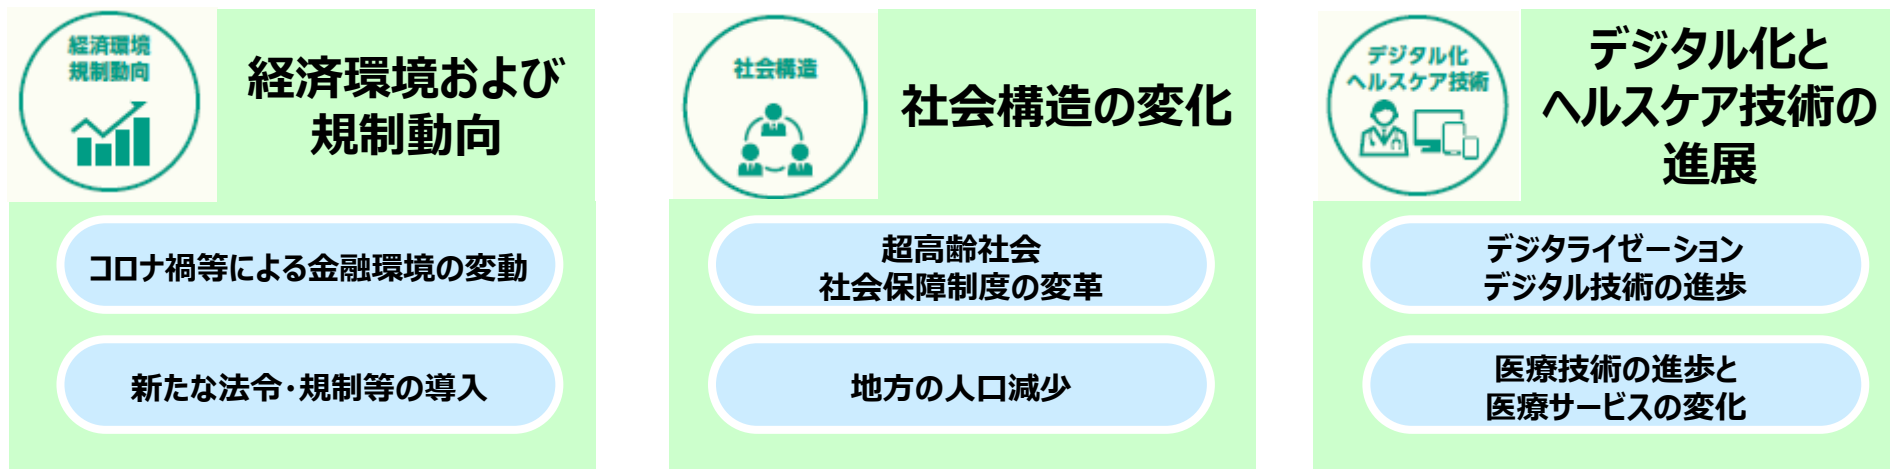 経済環境
規制動向
経済環境および
規制動向
コロナ禍等による金融環境の変動
新たな法令・規制等の導入
社会構造
社会構造の変化
超高齢社会
社会保障制度の変革
地方の人口減少
デジタル化
ヘルスケア技術
デジタル化と
ヘルスケア技術の
進展
デジタライゼーション
デジタル技術の進歩
医療技術の進歩と
医療サービスの変化